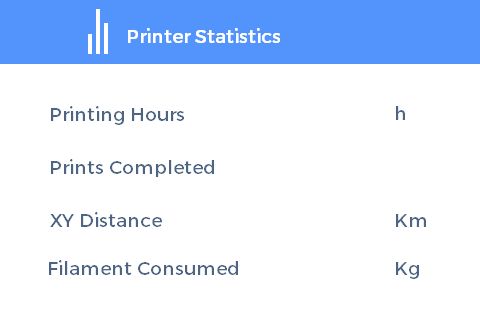 Printer Statistics
Printing Hours h
Prints Completed
XY Distance Km
Filament Consumed Kg